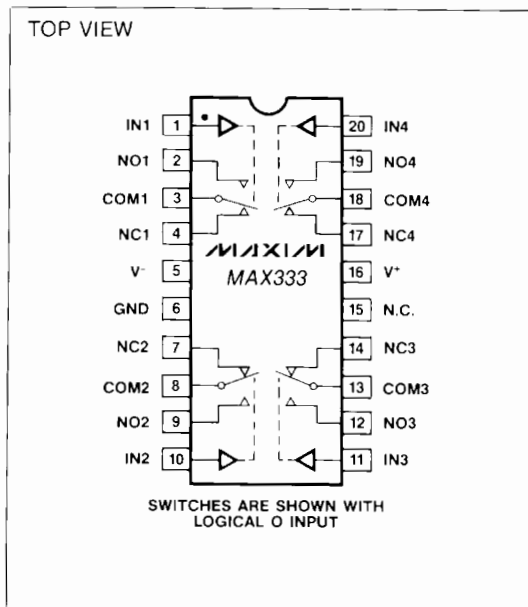 TOP VIEW
IN1 1 20 IN4
NO1 2 19 NO4
COM1 3 18 COM4
NC1 4 17 NC4
MAXIM
V- 5 16 V+
MAX333
GND 6 15 N.C.
NC2 7 14 NC3
COM2 8 13 COM3
NO2 9 12 NO3
IN2 10 11 IN3
SWITCHES ARE SHOWN WITH
LOGICAL O INPUT